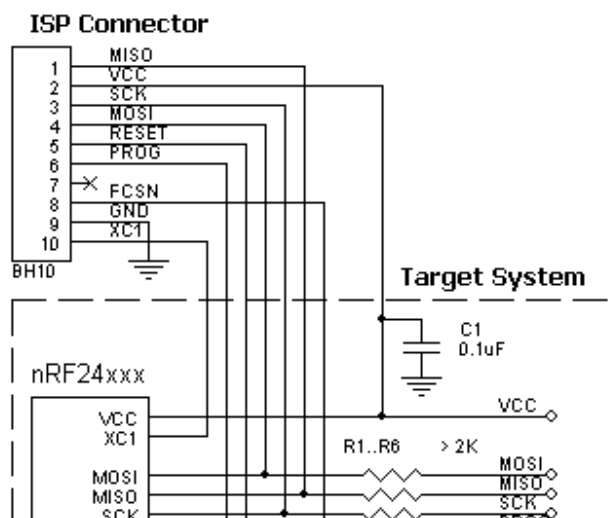 ISP Connector
1 MISO
2 VCC
3 SCK
4 MOSI
5 RESET
6 PROG
7
8 FCSN
9 GND
10 XC1
BH10
Target System
C1
0.1uF
nRF24xxx
VCC
XC1
MOSI
MISO
SCK
R1..R6 > 2K
VCC
MOSI
MISO
SCK